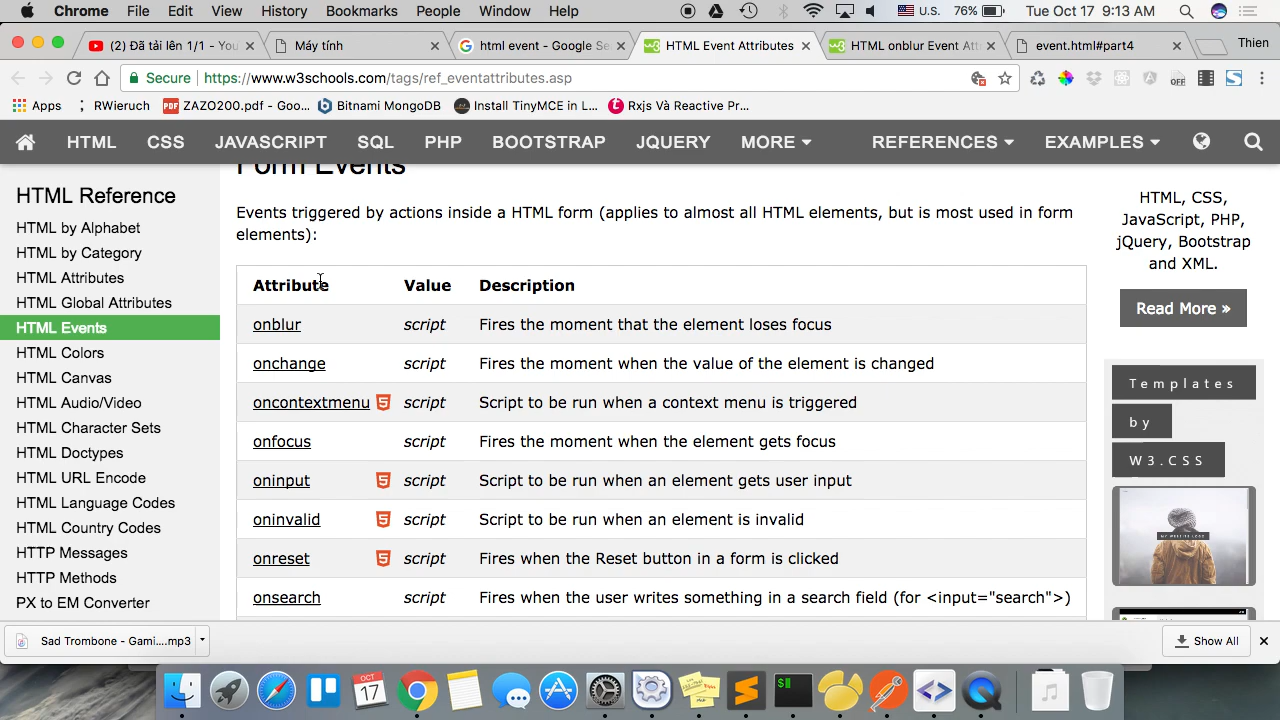 Chrome File Edit View History Bookmarks People Window Help U.S. 76% Tue Oct 17 9:13 AM
(2) Đã tải lên 1/1 - You
Máy tính
html event - Google Se
HTML Event Attributes
HTML onblur Event Att
event.html#part4
Thien
Secure https://www.w3schools.com/tags/ref_eventattributes.asp OFF
Apps RWieruch ZAZO200.pdf - Goo... Bitnami MongoDB Install TinyMCE in L... Rxjs Và Reactive Pr...
HTML CSS JAVASCRIPT SQL PHP BOOTSTRAP JQUERY MORE REFERENCES EXAMPLES
HTML Reference
HTML by Alphabet
HTML by Category
HTML Attributes
HTML Global Attributes
HTML Events
HTML Colors
HTML Canvas
HTML Audio/Video
HTML Character Sets
HTML Doctypes
HTML URL Encode
HTML Language Codes
HTML Country Codes
HTTP Messages
HTTP Methods
PX to EM Converter
Form Events
Events triggered by actions inside a HTML form (applies to almost all HTML elements, but is most used in form
elements):
Attribute Value Description
onblur script Fires the moment that the element loses focus
onchange script Fires the moment when the value of the element is changed
oncontextmenu 5 script Script to be run when a context menu is triggered
onfocus script Fires the moment when the element gets focus
oninput 5 script Script to be run when an element gets user input
oninvalid 5 script Script to be run when an element is invalid
onreset 5 script Fires when the Reset button in a form is clicked
onsearch script Fires when the user writes something in a search field (for <input="search">)
HTML, CSS,
JavaScript, PHP,
jQuery, Bootstrap
and XML.
Read More »
Templates
by
W3.CSS
MY WEBSITE LOGO
Sad Trombone - Gami....mp3
Show All
OCT
17